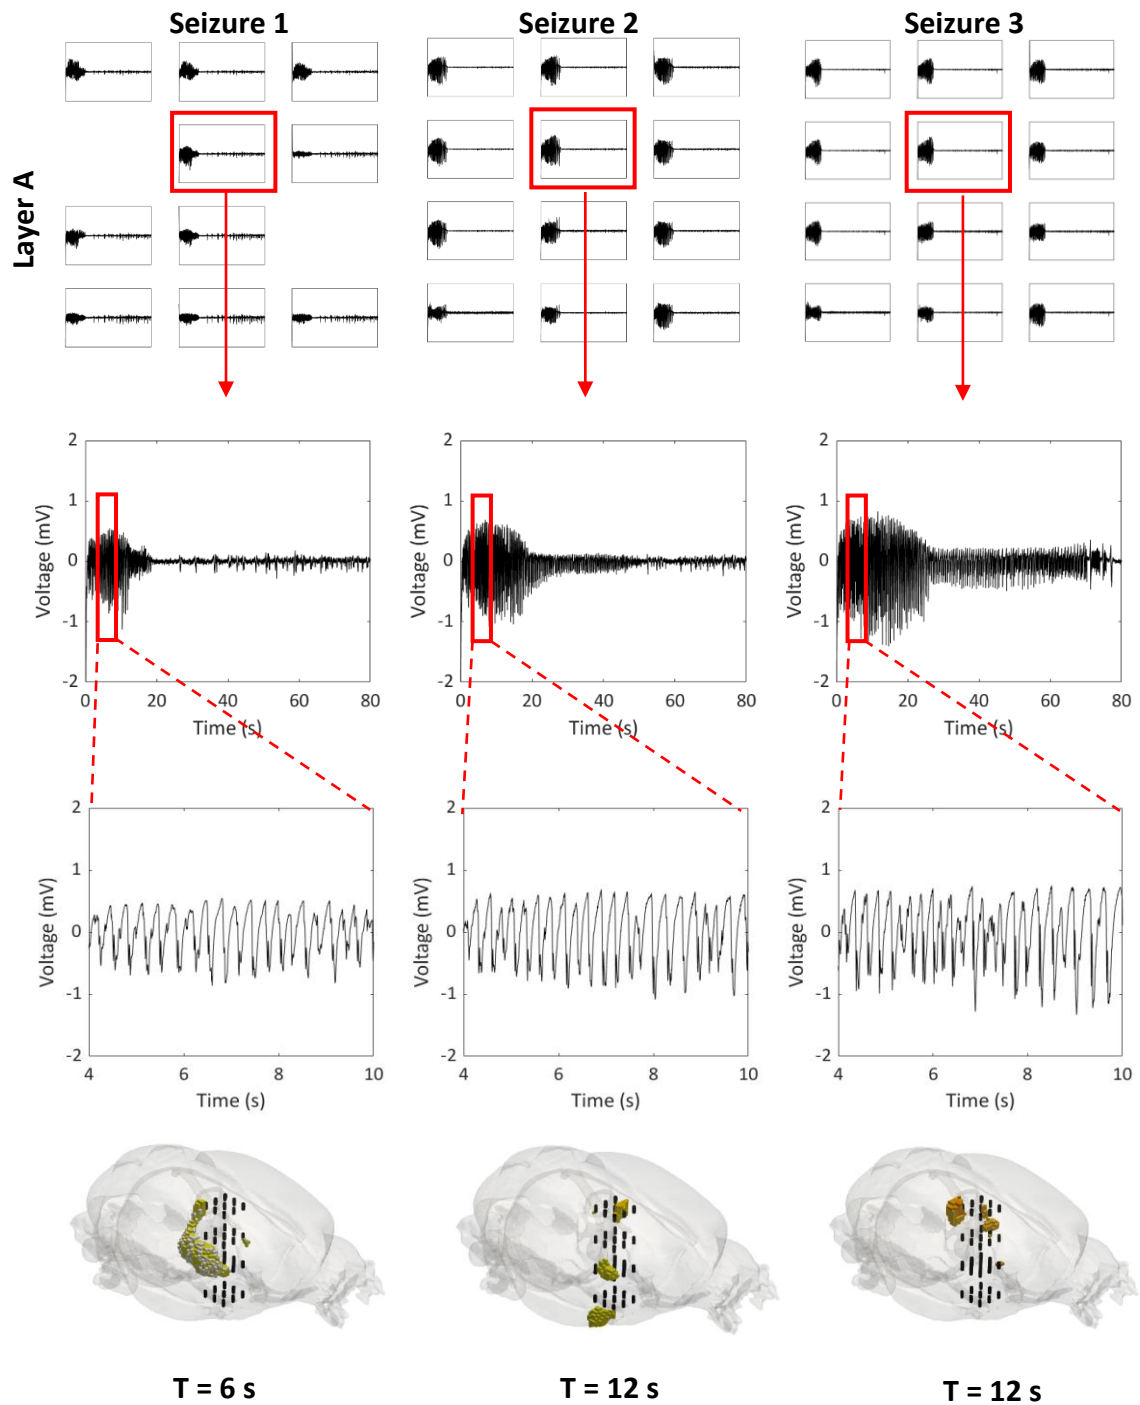 Seizure 1 Seizure 2 Seizure 3
Layer A
2 2 2
1 1 1
0 0 0
-1 -1 -1
-2 -2 -2
Voltage (mV) Voltage (mV) Voltage (mV)
0 20 40 60 80 0 20 40 60 80 0 20 40 60 80
Time (s) Time (s) Time (s)
2 2 2
1 1 1
0 0 0
-1 -1 -1
-2 -2 -2
Voltage (mV) Voltage (mV) Voltage (mV)
4 6 8 10 4 6 8 10 4 6 8 10
Time (s) Time (s) Time (s)
T = 6 s T = 12 s T = 12 s